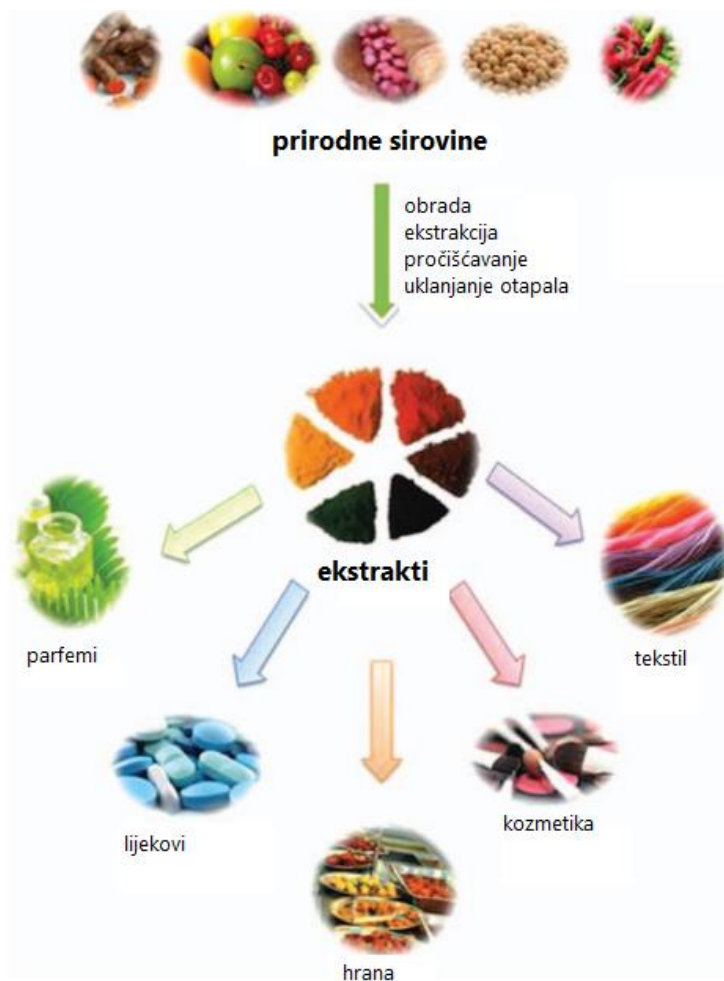 prirodne sirovine
obrada
ekstrakcija
pročišćavanje
uklanjanje otapala
ekstrakti
parfemi
tekstil
lijekovi
kozmetika
hrana